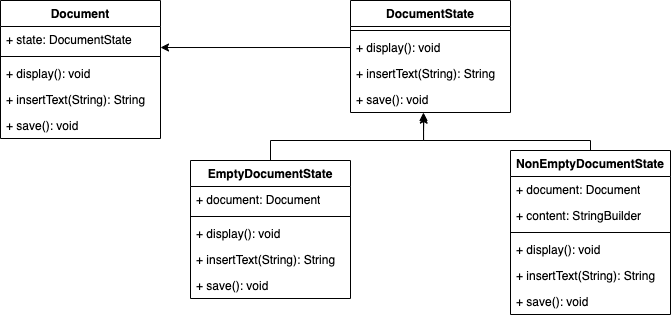 Document
+ state: DocumentState
+ display(): void
+ insertText(String): String
+ save(): void
DocumentState
+ display(): void
+ insertText(String): String
+ save(): void
EmptyDocumentState
+ document: Document
+ display(): void
+ insertText(String): String
+ save(): void
NonEmptyDocumentState
+ document: Document
+ content: StringBuilder
+ display(): void
+ insertText(String): String
+ save(): void